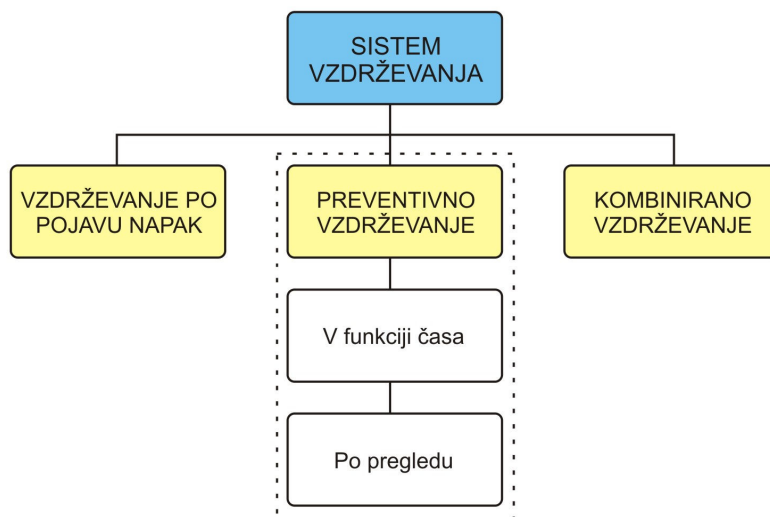 SISTEM
VZDRŽEVANJA
VZDRŽEVANJE PO
POJAVU NAPAK
PREVENTIVNO
VZDRŽEVANJE
KOMBINIRANO
VZDRŽEVANJE
V funkciji časa
Po pregledu